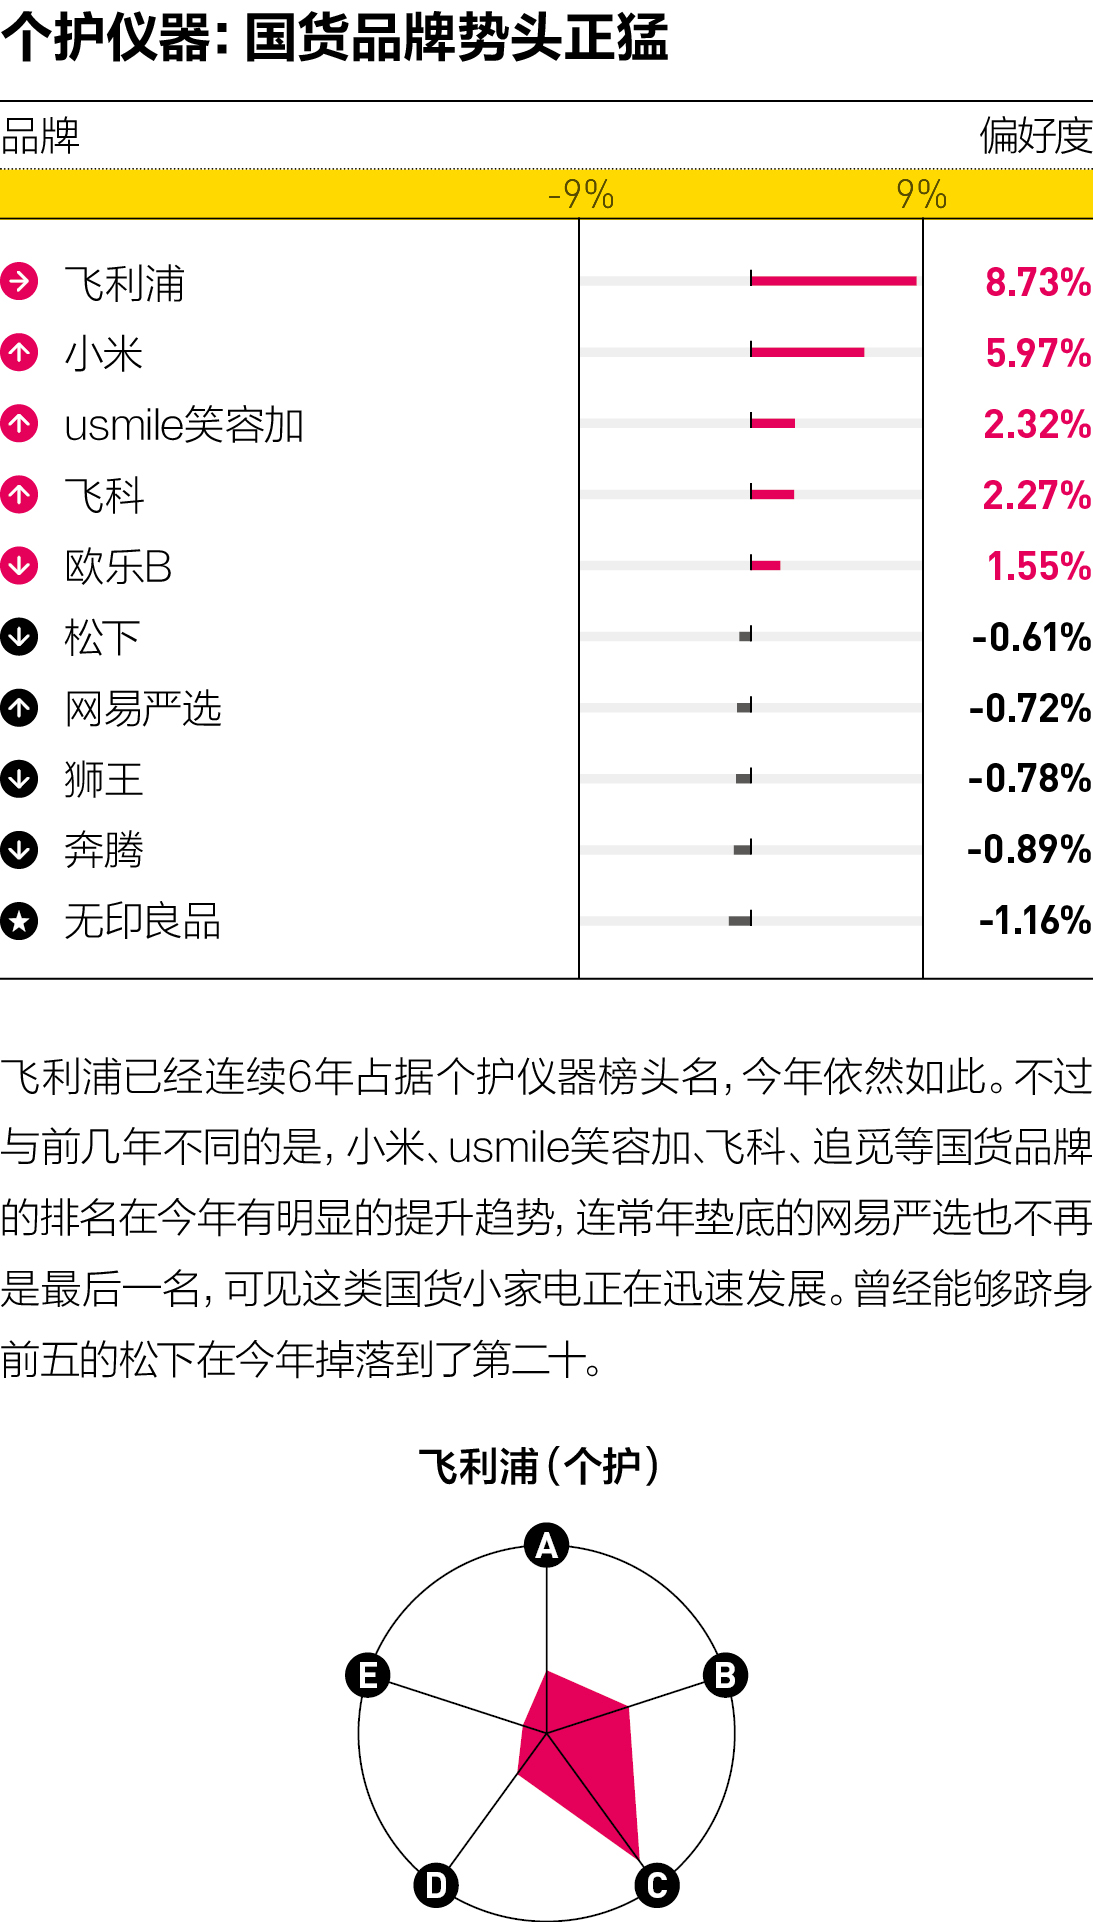 个护仪器：国货品牌势头正猛
品牌 偏好度
-9% 9%
飞利浦 8.73%
小米 5.97%
usmile笑容加 2.32%
飞科 2.27%
欧乐B 1.55%
松下 -0.61%
网易严选 -0.72%
狮王 -0.78%
奔腾 -0.89%
无印良品 -1.16%
飞利浦已经连续6年占据个护仪器榜头名，今年依然如此。不过
与前几年不同的是，小米、usmile笑容加、飞科、追觅等国货品牌
的排名在今年有明显的提升趋势，连常年垫底的网易严选也不再
是最后一名，可见这类国货小家电正在迅速发展。曾经能够跻身
前五的松下在今年掉落到了第二十。
飞利浦（个护）
A
E B
D C